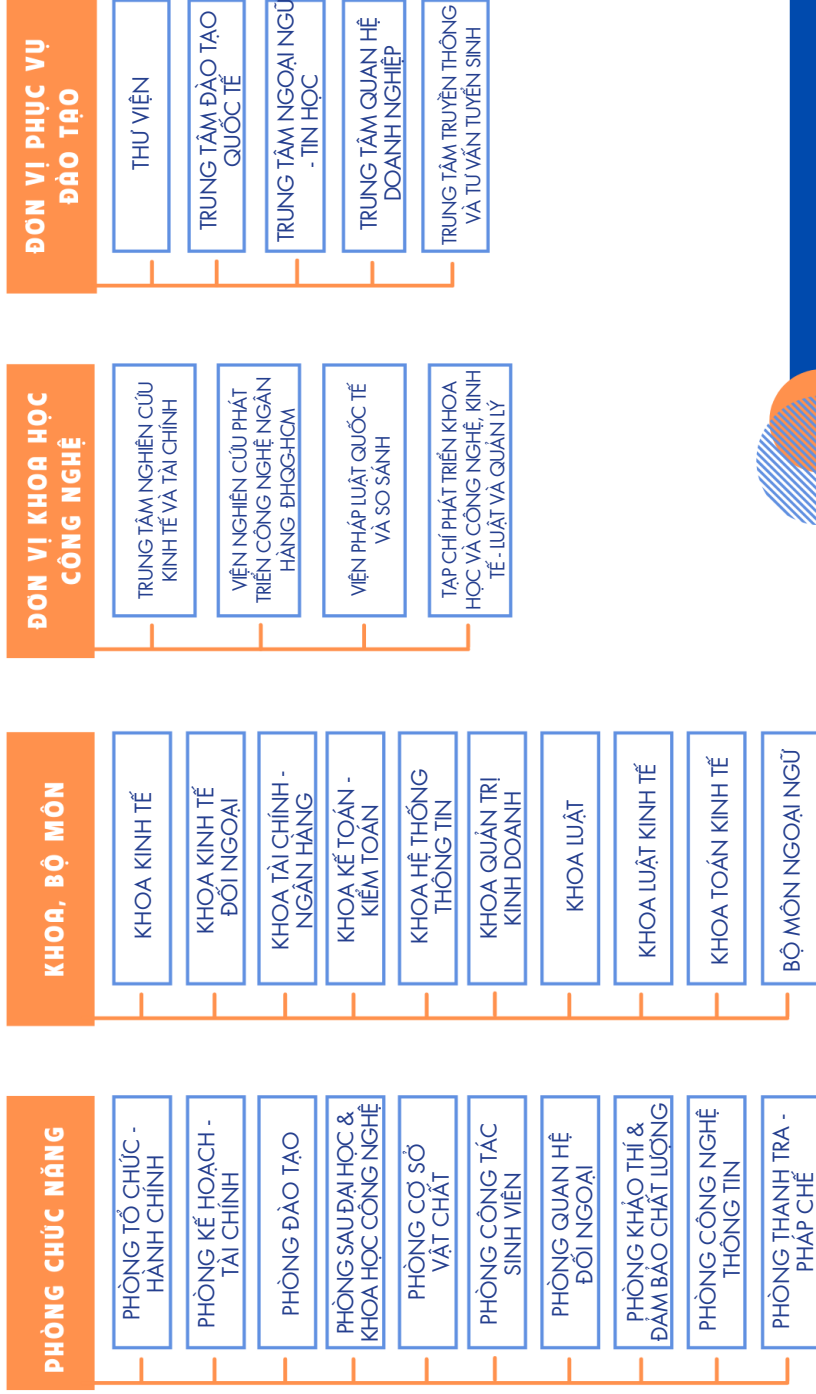 PHÒNG CHỨC NĂNG
PHÒNG TỔ CHỨC -
HÀNH CHÍNH
PHÒNG KẾ HOẠCH -
TÀI CHÍNH
PHÒNG ĐÀO TẠO
PHÒNG SAU ĐẠI HỌC &
KHOA HỌC CÔNG NGHỆ
PHÒNG CƠ SỞ
VẬT CHẤT
PHÒNG CÔNG TÁC
SINH VIÊN
PHÒNG QUAN HỆ
ĐỐI NGOẠI
PHÒNG KHẢO THÍ &
ĐẢM BẢO CHẤT LƯỢNG
PHÒNG CÔNG NGHỆ
THÔNG TIN
PHÒNG THANH TRA -
PHÁP CHẾ
KHOA, BỘ MÔN
KHOA KINH TẾ
KHOA KINH TẾ
ĐỐI NGOẠI
KHOA TÀI CHÍNH -
NGÂN HÀNG
KHOA KẾ TOÁN -
KIỂM TOÁN
KHOA HỆ THỐNG
THÔNG TIN
KHOA QUẢN TRỊ
KINH DOANH
KHOA LUẬT
KHOA LUẬT KINH TẾ
KHOA TOÁN KINH TẾ
BỘ MÔN NGOẠI NGỮ
ĐƠN VỊ KHOA HỌC
CÔNG NGHỆ
TRUNG TÂM NGHIÊN CỨU
KINH TẾ VÀ TÀI CHÍNH
VIỆN NGHIÊN CỨU PHÁT
TRIỂN CÔNG NGHỆ NGÂN
HÀNG ĐHQG-HCM
VIỆN PHÁP LUẬT QUỐC TẾ
VÀ SO SÁNH
TẠP CHÍ PHÁT TRIỂN KHOA
HỌC VÀ CÔNG NGHỆ, KINH
TẾ - LUẬT VÀ QUẢN LÝ
ĐƠN VỊ PHỤC VỤ
ĐÀO TẠO
THƯ VIỆN
TRUNG TÂM ĐÀO TẠO
QUỐC TẾ
TRUNG TÂM NGOẠI NGỮ
- TIN HỌC
TRUNG TÂM QUAN HỆ
DOANH NGHIỆP
TRUNG TÂM TRUYỀN THÔNG
VÀ TƯ VẤN TUYỂN SINH